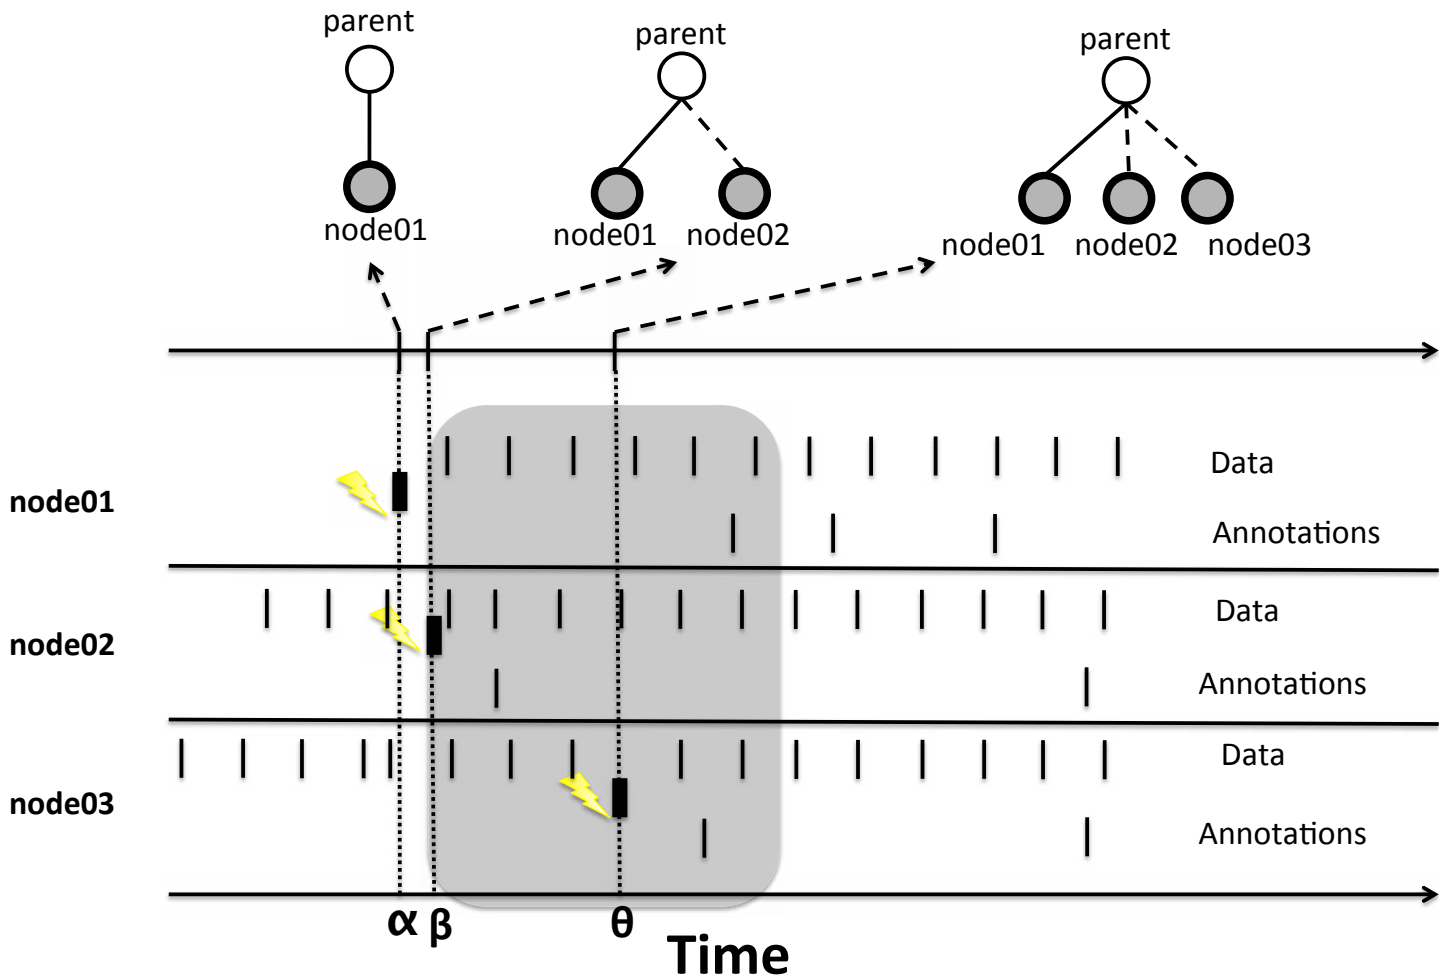 parent
parent
parent
node01
node01 node02
node01 node02 node03
node01
Data
Annotations
node02
Data
Annotations
node03
Data
Annotations
α β θ
Time